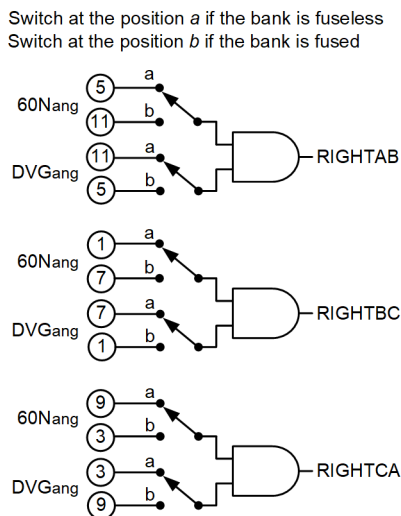 Switch at the position a if the bank is fuseless
Switch at the position b if the bank is fused
5 a
60Nang
11 b
11 a
DVGang
5 b
RIGHTAB
1 a
60Nang
7 b
7 a
DVGang
1 b
RIGHTBC
9 a
60Nang
3 b
3 a
DVGang
9 b
RIGHTCA